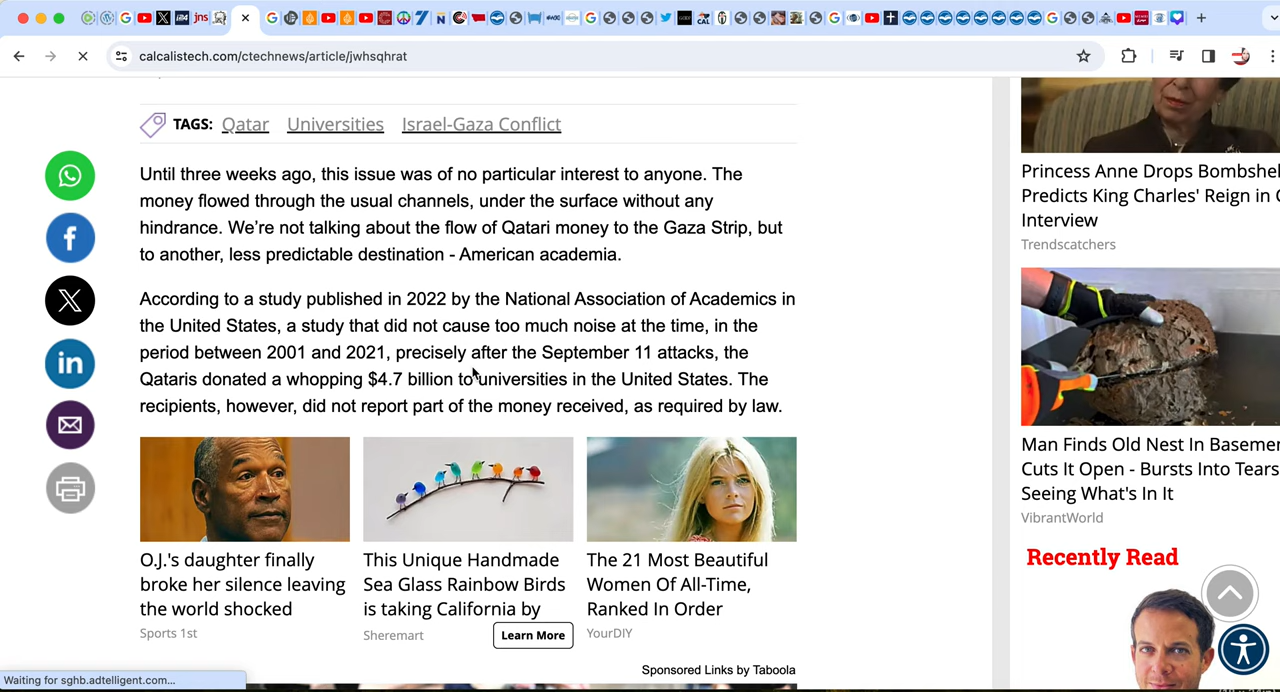 calcalistech.com/ctechnews/article/jwhsqhrat
TAGS: Qatar Universities Israel-Gaza Conflict
Until three weeks ago, this issue was of no particular interest to anyone. The
money flowed through the usual channels, under the surface without any
hindrance. We're not talking about the flow of Qatari money to the Gaza Strip, but
to another, less predictable destination - American academia.
According to a study published in 2022 by the National Association of Academics in
the United States, a study that did not cause too much noise at the time, in the
period between 2001 and 2021, precisely after the September 11 attacks, the
Qataris donated a whopping $4.7 billion to universities in the United States. The
recipients, however, did not report part of the money received, as required by law.
O.J.'s daughter finally
broke her silence leaving
the world shocked
Sports 1st
This Unique Handmade
Sea Glass Rainbow Birds
is taking California by
Sheremart
Learn More
The 21 Most Beautiful
Women Of All-Time,
Ranked In Order
YourDIY
Sponsored Links by Taboola
Princess Anne Drops Bombshel
Predicts King Charles' Reign in
Interview
Trendscatchers
Man Finds Old Nest In Baseme
Cuts It Open - Bursts Into Tears
Seeing What's In It
VibrantWorld
Recently Read
Waiting for sghb.adtelligent.com...